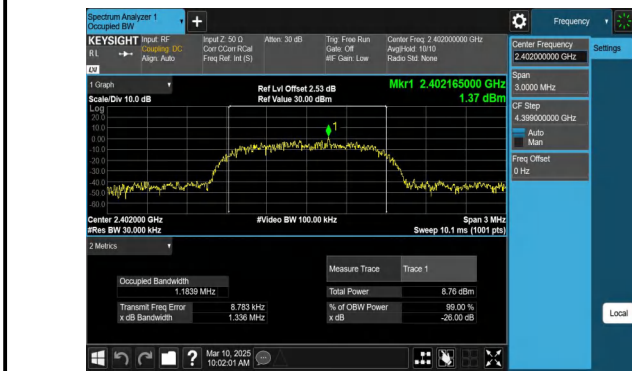 Spectrum Analyzer 1
Occupied BW
+
Frequency
KEYSIGHT Input: RF
RL
Coupling: DC
Align: Auto
Input Z: 50 Ω
Corr CCorr RCal
Freq Ref: Int (S)
Atten: 30 dB
Trig: Free Run
Gate: Off
#IF Gain: Low
Center Freq: 2.402000000 GHz
Avg|Hold: 10/10
Radio Std: None
LXI
Center Frequency
2.402000000 GHz
Settings
Span
3.0000 MHz
CF Step
4.399000000 GHz
Auto
Man
Freq Offset
0 Hz
Local
1 Graph
Scale/Div 10.0 dB
Ref Lvl Offset 2.53 dB
Ref Value 30.00 dBm
Mkr1 2.402165000 GHz
1.37 dBm
Log
20.0
10.0
0.00
-10.0
-20.0
-30.0
-40.0
-50.0
-60.0
1
Center 2.402000 GHz
#Res BW 30.000 kHz
#Video BW 100.00 kHz
Span 3 MHz
Sweep 10.1 ms (1001 pts)
2 Metrics
Measure Trace Trace 1
Occupied Bandwidth
1.1839 MHz
Total Power 8.76 dBm
Transmit Freq Error 8.783 kHz
% of OBW Power 99.00 %
x dB Bandwidth 1.336 MHz
x dB -26.00 dB
?
Mar 10, 2025
10:02:01 AM